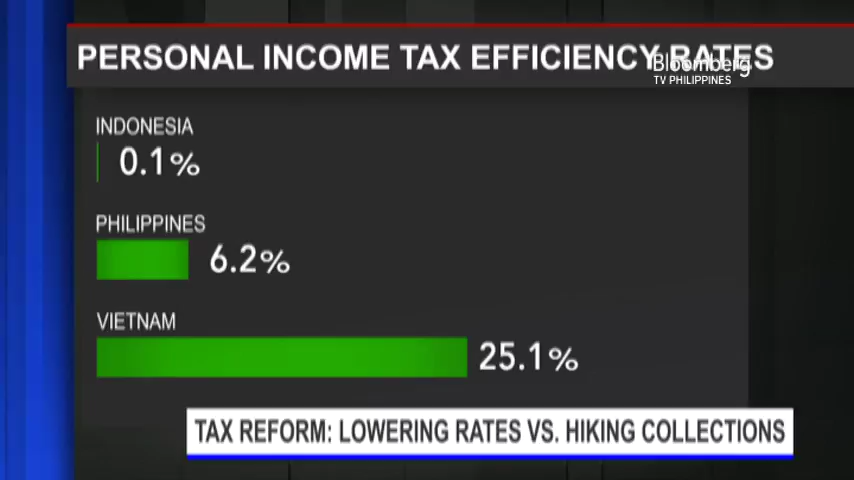 PERSONAL INCOME TAX EFFICIENCY RATES
Bloomberg
TV PHILIPPINES
INDONESIA
0.1%
PHILIPPINES
6.2%
VIETNAM
25.1%
TAX REFORM: LOWERING RATES VS. HIKING COLLECTIONS